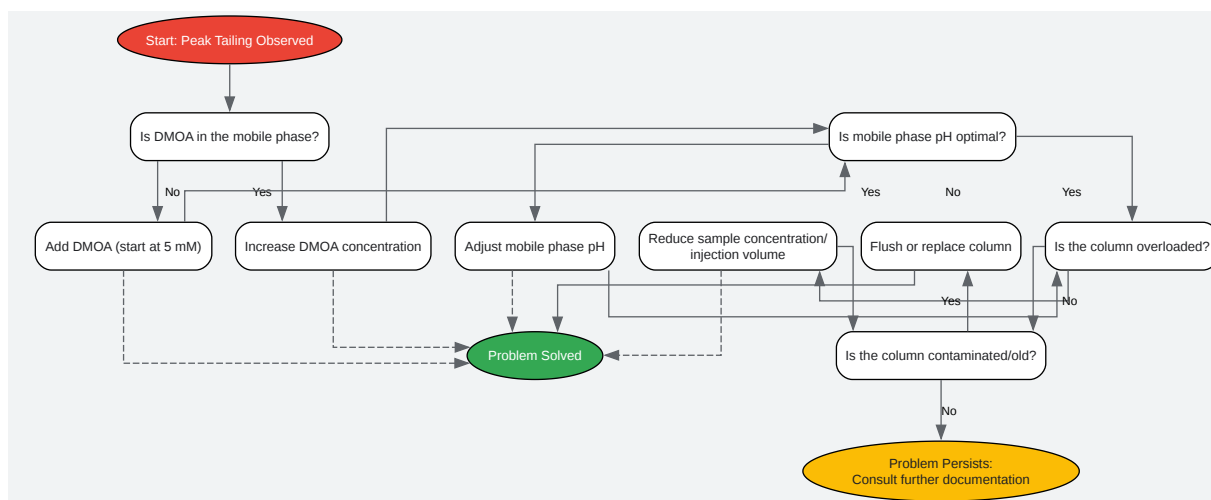 Start: Peak Tailing Observed
Is DMOA in the mobile phase?
Is mobile phase pH optimal?
No
Yes
Yes
No
Yes
Add DMOA (start at 5 mM)
Increase DMOA concentration
Adjust mobile phase pH
Reduce sample concentration/
injection volume
Flush or replace column
Is the column overloaded?
Yes
No
Problem Solved
Is the column contaminated/old?
No
Problem Persists:
Consult further documentation